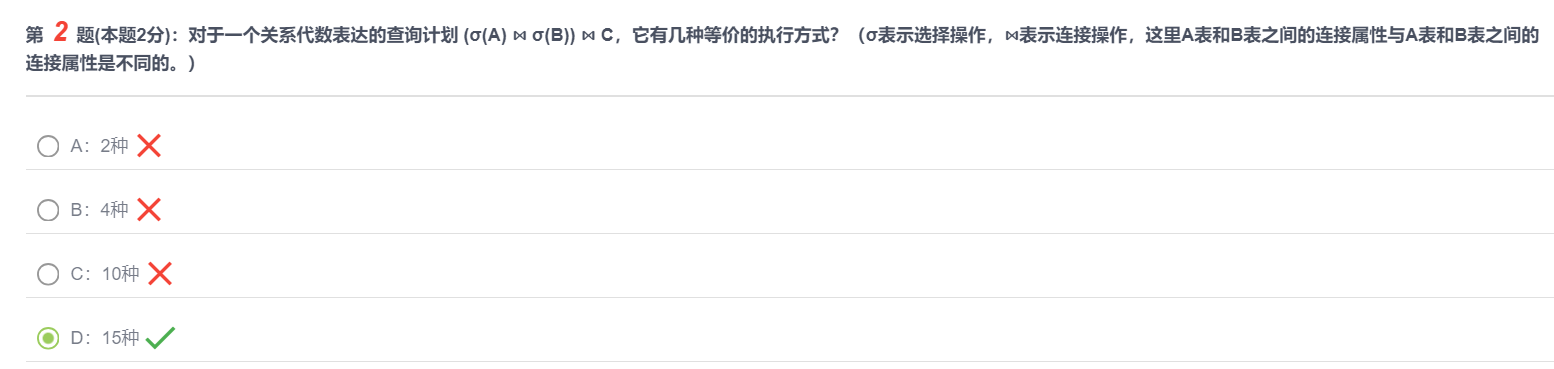 第 2 题(本题2分)：对于一个关系代数表达的查询计划 (σ(A) ⋈ σ(B)) ⋈ C，它有几种等价的执行方式？（σ表示选择操作，⋈表示连接操作，这里A表和B表之间的连接属性与A表和B表之间的
连接属性是不同的。）
A：2种
B：4种
C：10种
D：15种